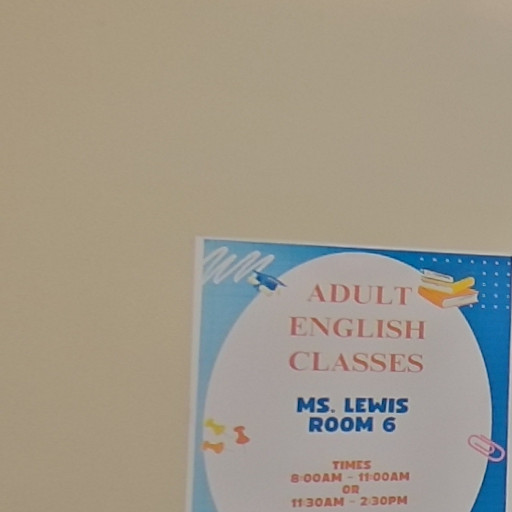 ADULT
ENGLISH
CLASSES
MS. LEWIS
ROOM 6
TIMES
8:00AM - 11:00AM
OR
11:30AM - 2:30PM